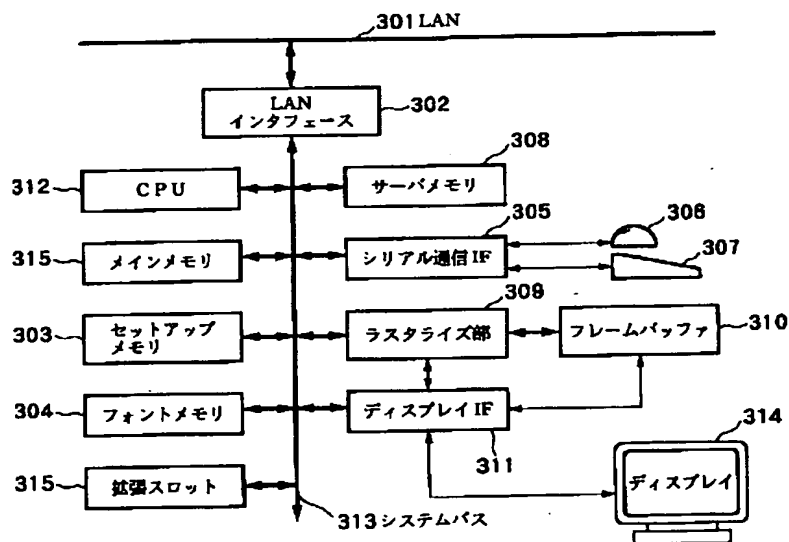 301 LAN
LAN
インタフェース
302
308
312
CPU
サーバメモリ
305
306
315
メインメモリ
シリアル通信IF
307
309
303
セットアップ
メモリ
ラスタライズ部
フレームバッファ
310
304
フォントメモリ
ディスプレイIF
314
311
315
拡張スロット
ディスプレイ
313システムバス